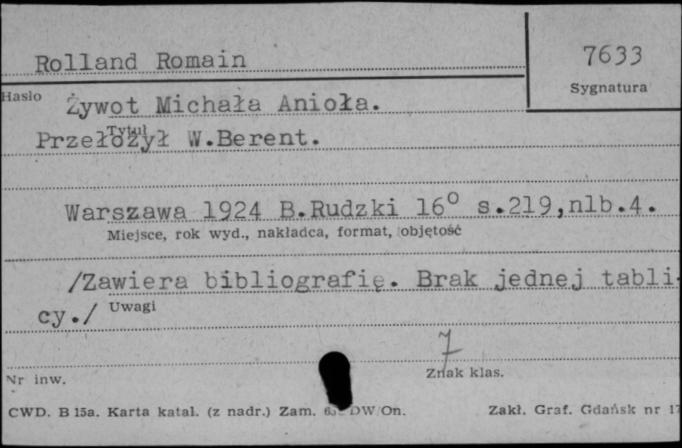 Rolland Romain
7633
Sygnatura
Hasło
Żywot Michała Anioła.
Tytuł
Przełożył W.Berent.
Warszawa 1924 B.Rudzki 16° s.219,nlb.4.
Miejsce, rok wyd., nakładca, format, objętość
/Zawiera bibliografię. Brak jednej tabli-
cy./
Uwagi
7
Nr inw.
Znak klas.
CWD. B 15a. Karta katal. (z nadr.) Zam. DW/On.
Zakł. Graf. Gdańsk nr